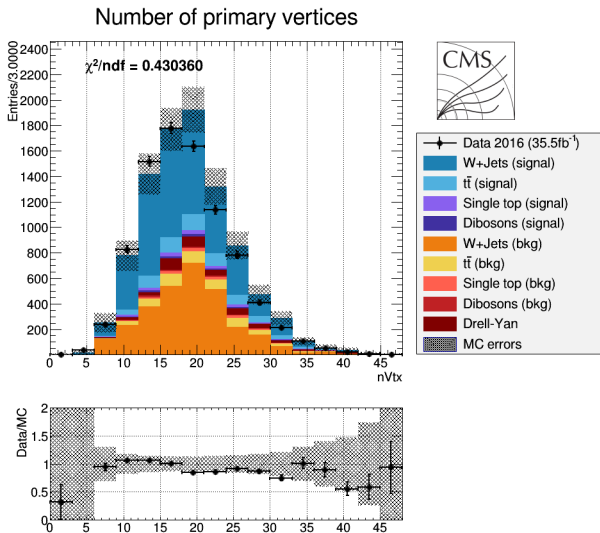 Number of primary vertices
Entries/3.0000
χ²/ndf = 0.430360
2400
2200
2000
1800
1600
1400
1200
1000
800
600
400
200
0 5 10 15 20 25 30 35 40 45
nVtx
CMS
Data 2016 (35.5fb⁻¹)
W+Jets (signal)
tt̄ (signal)
Single top (signal)
Dibosons (signal)
W+Jets (bkg)
tt̄ (bkg)
Single top (bkg)
Dibosons (bkg)
Drell-Yan
MC errors
Data/MC
2
1.5
1
0.5
0
0 5 10 15 20 25 30 35 40 45
nVtx